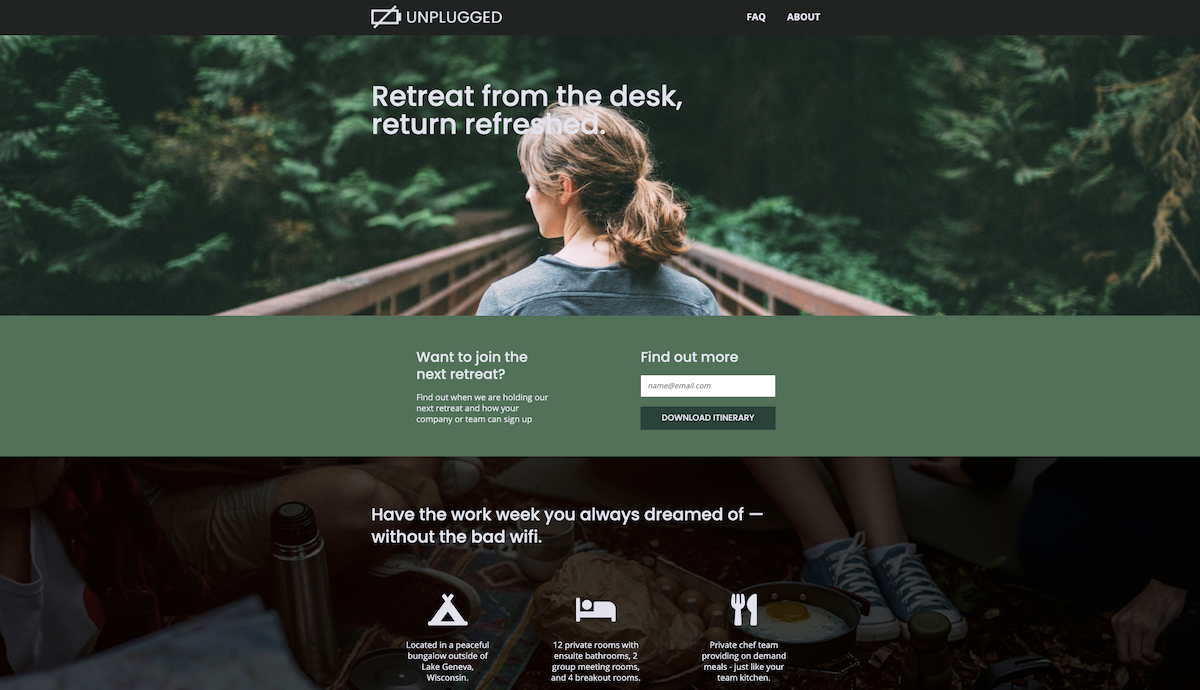 UNPLUGGED
FAQ
ABOUT
Retreat from the desk,
return refreshed.
Want to join the
next retreat?
Find out when we are holding our
next retreat and how your
company or team can sign up
Find out more
name@email.com
DOWNLOAD ITINERARY
Have the work week you always dreamed of —
without the bad wifi.
Located in a peaceful
bungalow outside of
Lake Geneva,
Wisconsin.
12 private rooms with
ensuite bathrooms, 2
group meeting rooms,
and 4 breakout rooms.
Private chef team
providing on demand
meals - just like your
team kitchen.